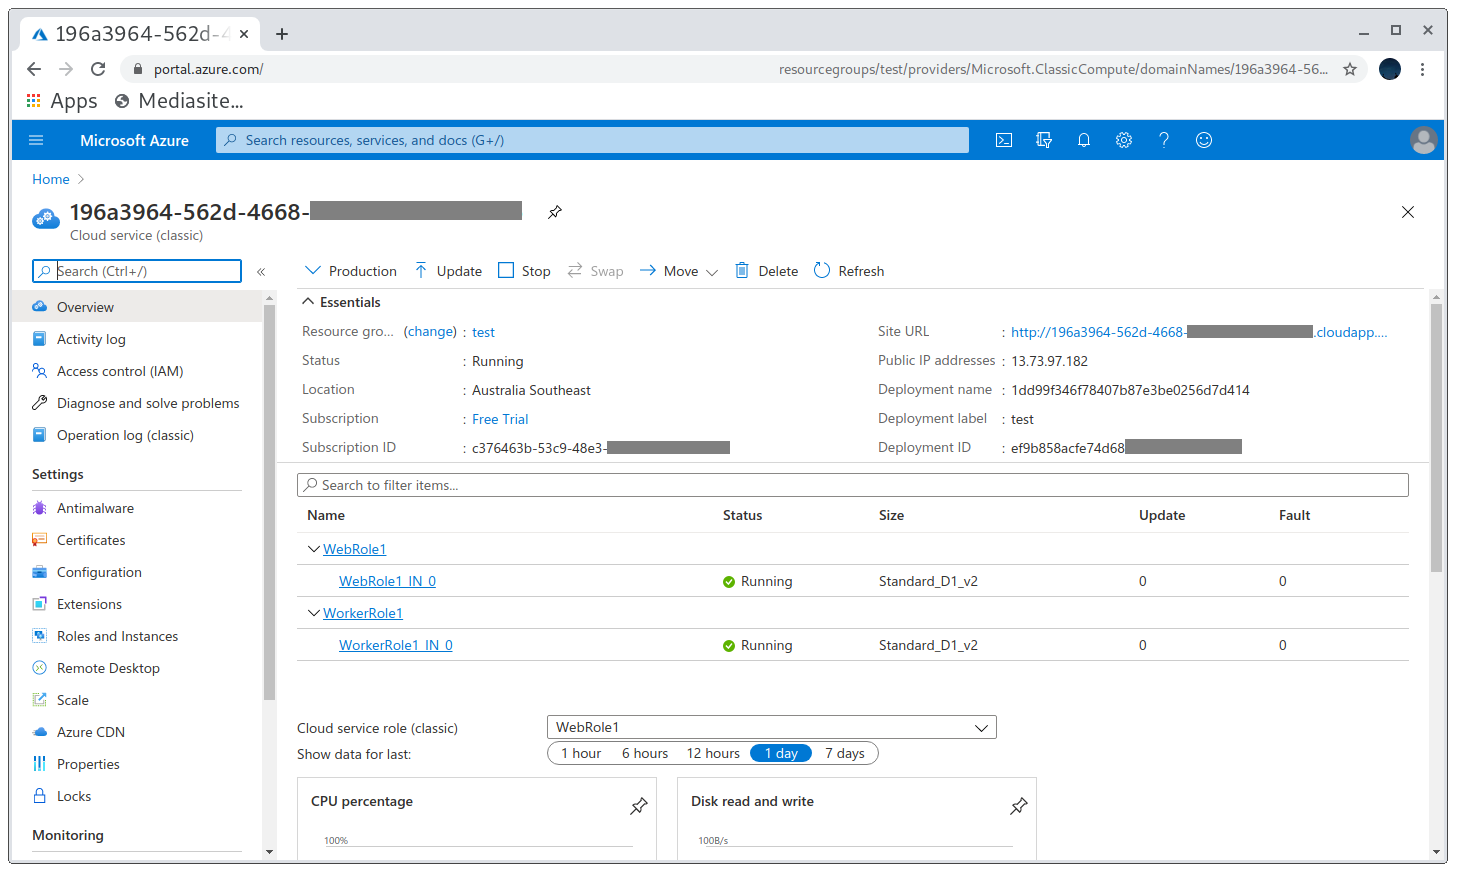 196a3964-562d-4
portal.azure.com/
resourcegroups/test/providers/Microsoft.ClassicCompute/domainNames/196a3964-56...
Apps
Mediasite...
Microsoft Azure
Search resources, services, and docs (G+/)
Home
196a3964-562d-4668-
Cloud service (classic)
Search (Ctrl+/)
Production
Update
Stop
Swap
Move
Delete
Refresh
Overview
Activity log
Access control (IAM)
Diagnose and solve problems
Operation log (classic)
Settings
Antimalware
Certificates
Configuration
Extensions
Roles and Instances
Remote Desktop
Scale
Azure CDN
Properties
Locks
Monitoring
Essentials
Resource gro... (change) : test
Status : Running
Location : Australia Southeast
Subscription : Free Trial
Subscription ID : c376463b-53c9-48e3-
Site URL : http://196a3964-562d-4668- .cloudapp....
Public IP addresses : 13.73.97.182
Deployment name : 1dd99f346f78407b87e3be0256d7d414
Deployment label : test
Deployment ID : ef9b858acfe74d68
Search to filter items...
Name Status Size Update Fault
WebRole1
WebRole1_IN_0 Running Standard_D1_v2 0 0
WorkerRole1
WorkerRole1_IN_0 Running Standard_D1_v2 0 0
Cloud service role (classic) WebRole1
Show data for last: 1 hour 6 hours 12 hours 1 day 7 days
CPU percentage
100%
Disk read and write
100B/s